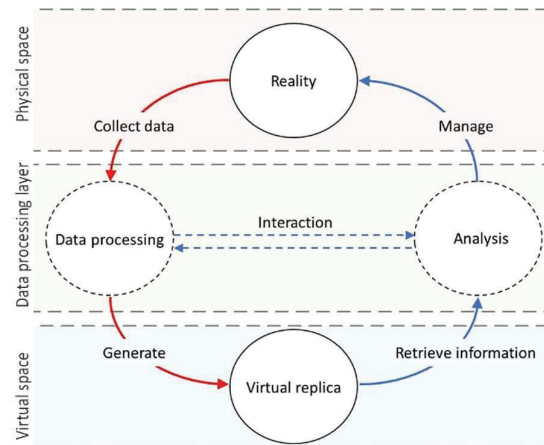 Physical space
Reality
Collect data
Manage
Data processing layer
Data processing
Interaction
Analysis
Virtual space
Generate
Retrieve information
Virtual replica